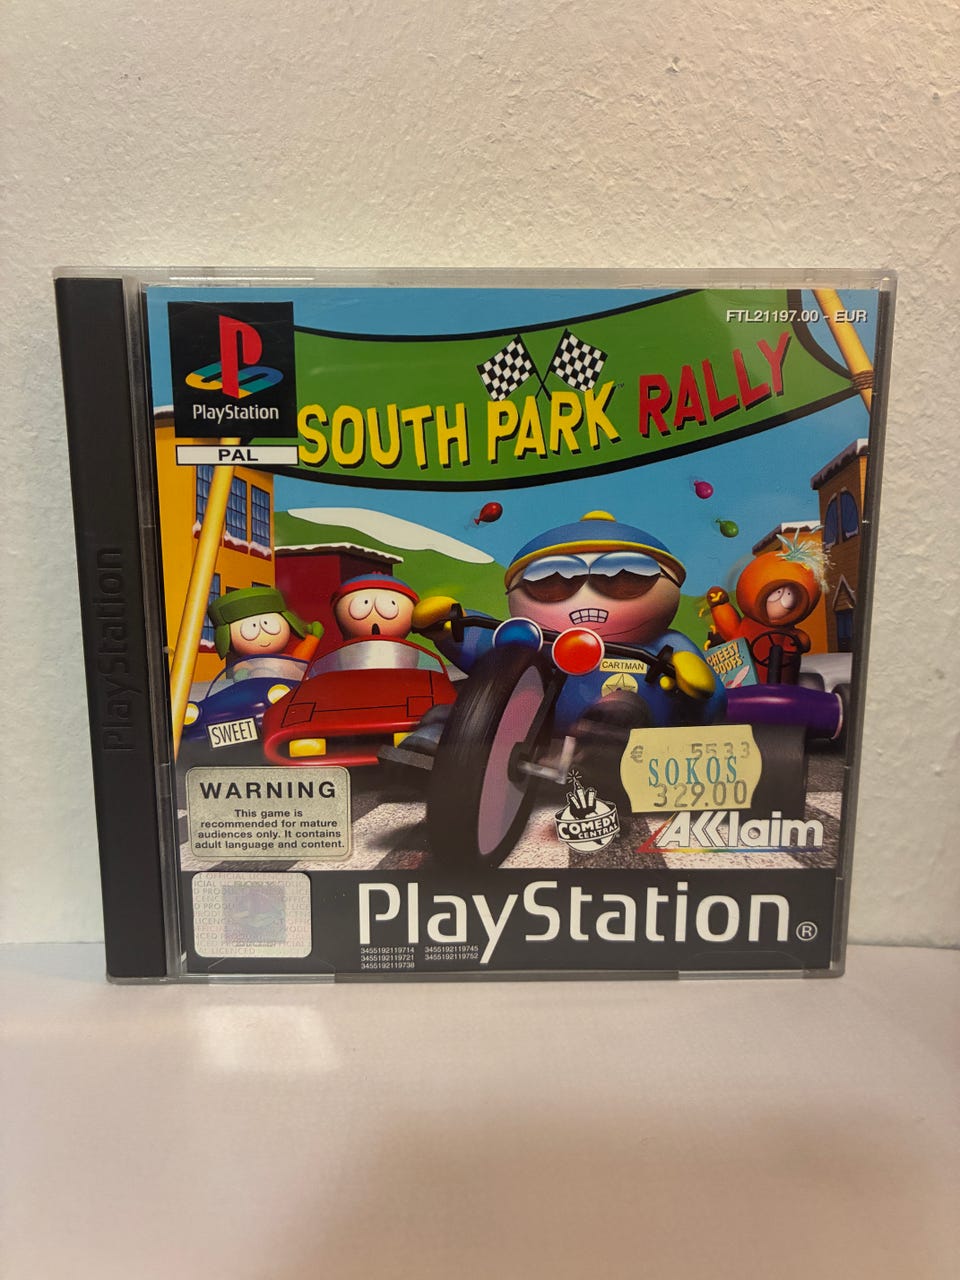 FTL21197.00 - EUR
PlayStation
PAL
SOUTH PARK™ RALLY
PlayStation
CHEESY
POOFS
CARTMAN
SWEET
€ 5533
SOKOS
329.00
WARNING
This game is
recommended for mature
audiences only. It contains
adult language and content.
COMEDY
CENTRAL
AKKlaim
PlayStation®
3455192119714 3455192119745
3455192119721 3455192119752
3455192119738